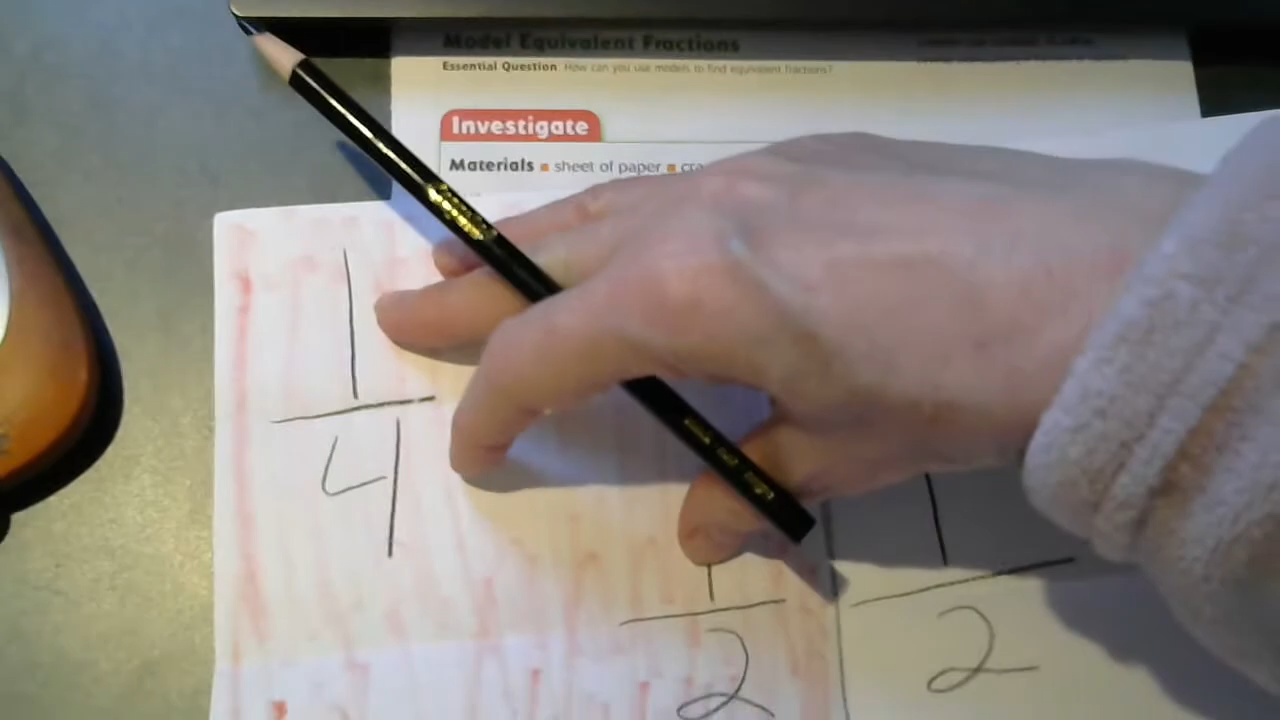 Model Equivalent Fractions
Essential Question How can you use models to find equivalent fractions?
Investigate
Materials ■ sheet of paper ■ cra
1
4
1
2
1
2